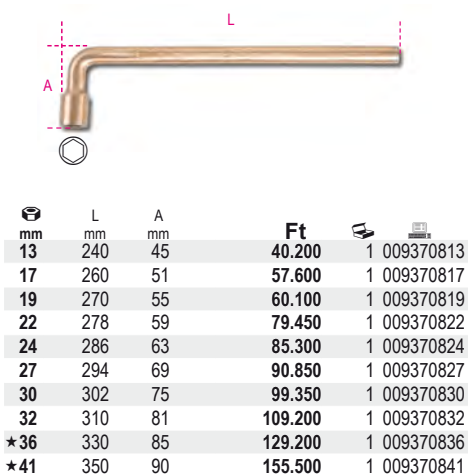 L
A
L A
mm mm mm Ft
13 240 45 40.200 1 009370813
17 260 51 57.600 1 009370817
19 270 55 60.100 1 009370819
22 278 59 79.450 1 009370822
24 286 63 85.300 1 009370824
27 294 69 90.850 1 009370827
30 302 75 99.350 1 009370830
32 310 81 109.200 1 009370832
★36 330 85 129.200 1 009370836
★41 350 90 155.500 1 009370841